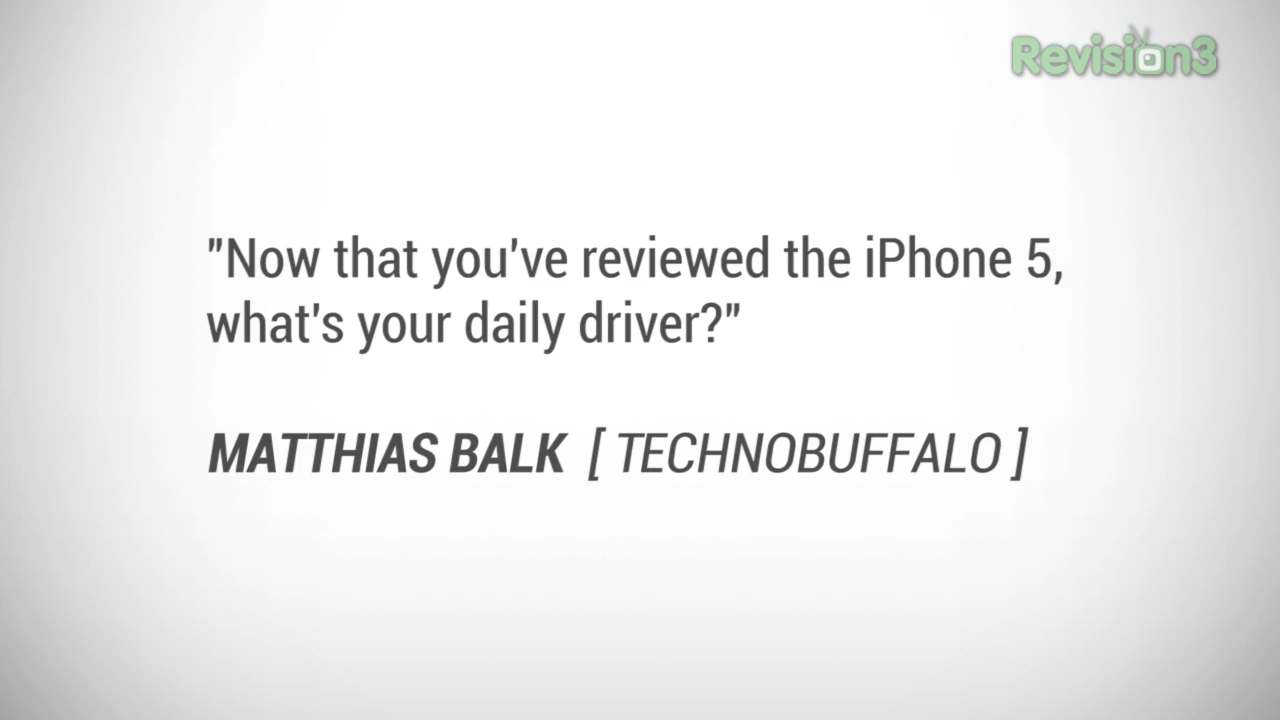 Revision3
"Now that you've reviewed the iPhone 5,
what's your daily driver?"
MATTHIAS BALK [ TECHNOBUFFALO ]